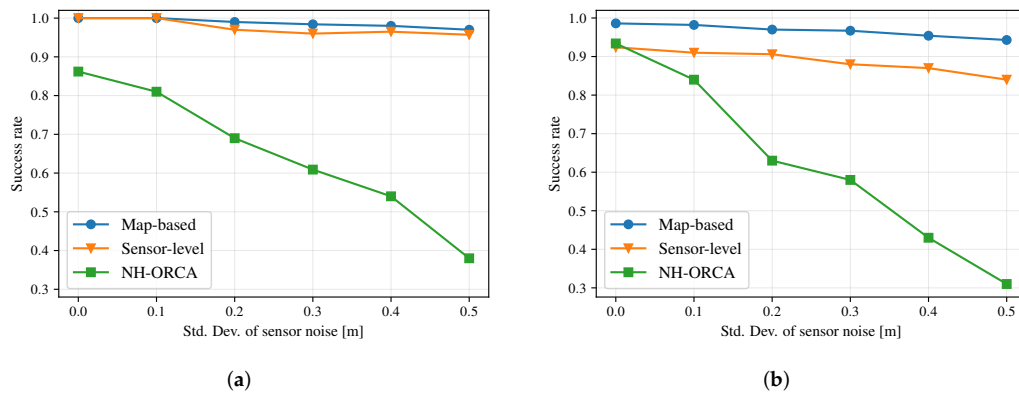 1.0
0.9
0.8
0.7
0.6
0.5
0.4
0.3
Success rate
Map-based
Sensor-level
NH-ORCA
0.0 0.1 0.2 0.3 0.4 0.5
Std. Dev. of sensor noise [m]
(a)
1.0
0.9
0.8
0.7
0.6
0.5
0.4
0.3
Success rate
Map-based
Sensor-level
NH-ORCA
0.0 0.1 0.2 0.3 0.4 0.5
Std. Dev. of sensor noise [m]
(b)